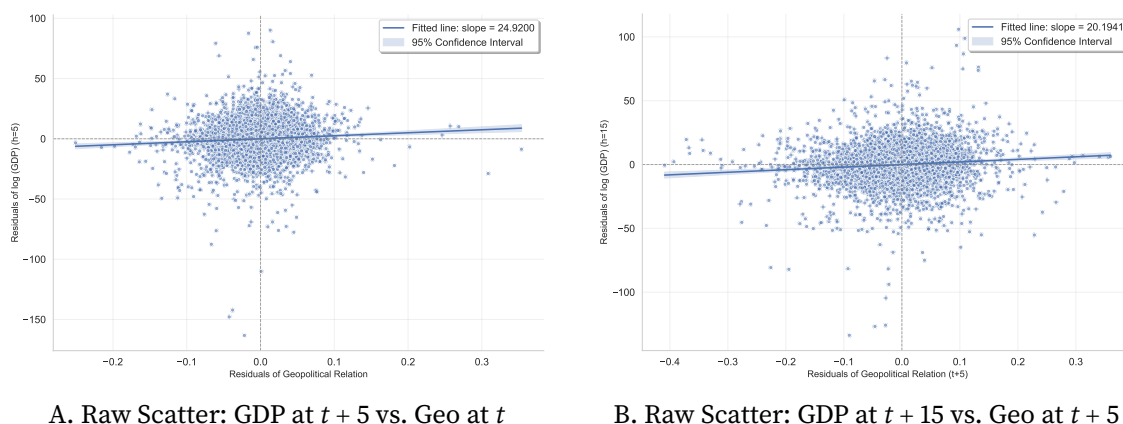 Fitted line: slope = 24.9200
95% Confidence Interval
100
50
0
−50
−100
−150
Residuals of log (GDP) (h=5)
−0.2
−0.1
0.0
0.1
0.2
0.3
Residuals of Geopolitical Relation
A. Raw Scatter: GDP at t + 5 vs. Geo at t
Fitted line: slope = 20.1941
95% Confidence Interval
100
50
0
−50
−100
Residuals of log (GDP) (h=15)
−0.4
−0.3
−0.2
−0.1
0.0
0.1
0.2
0.3
Residuals of Geopolitical Relation (t+5)
B. Raw Scatter: GDP at t + 15 vs. Geo at t + 5